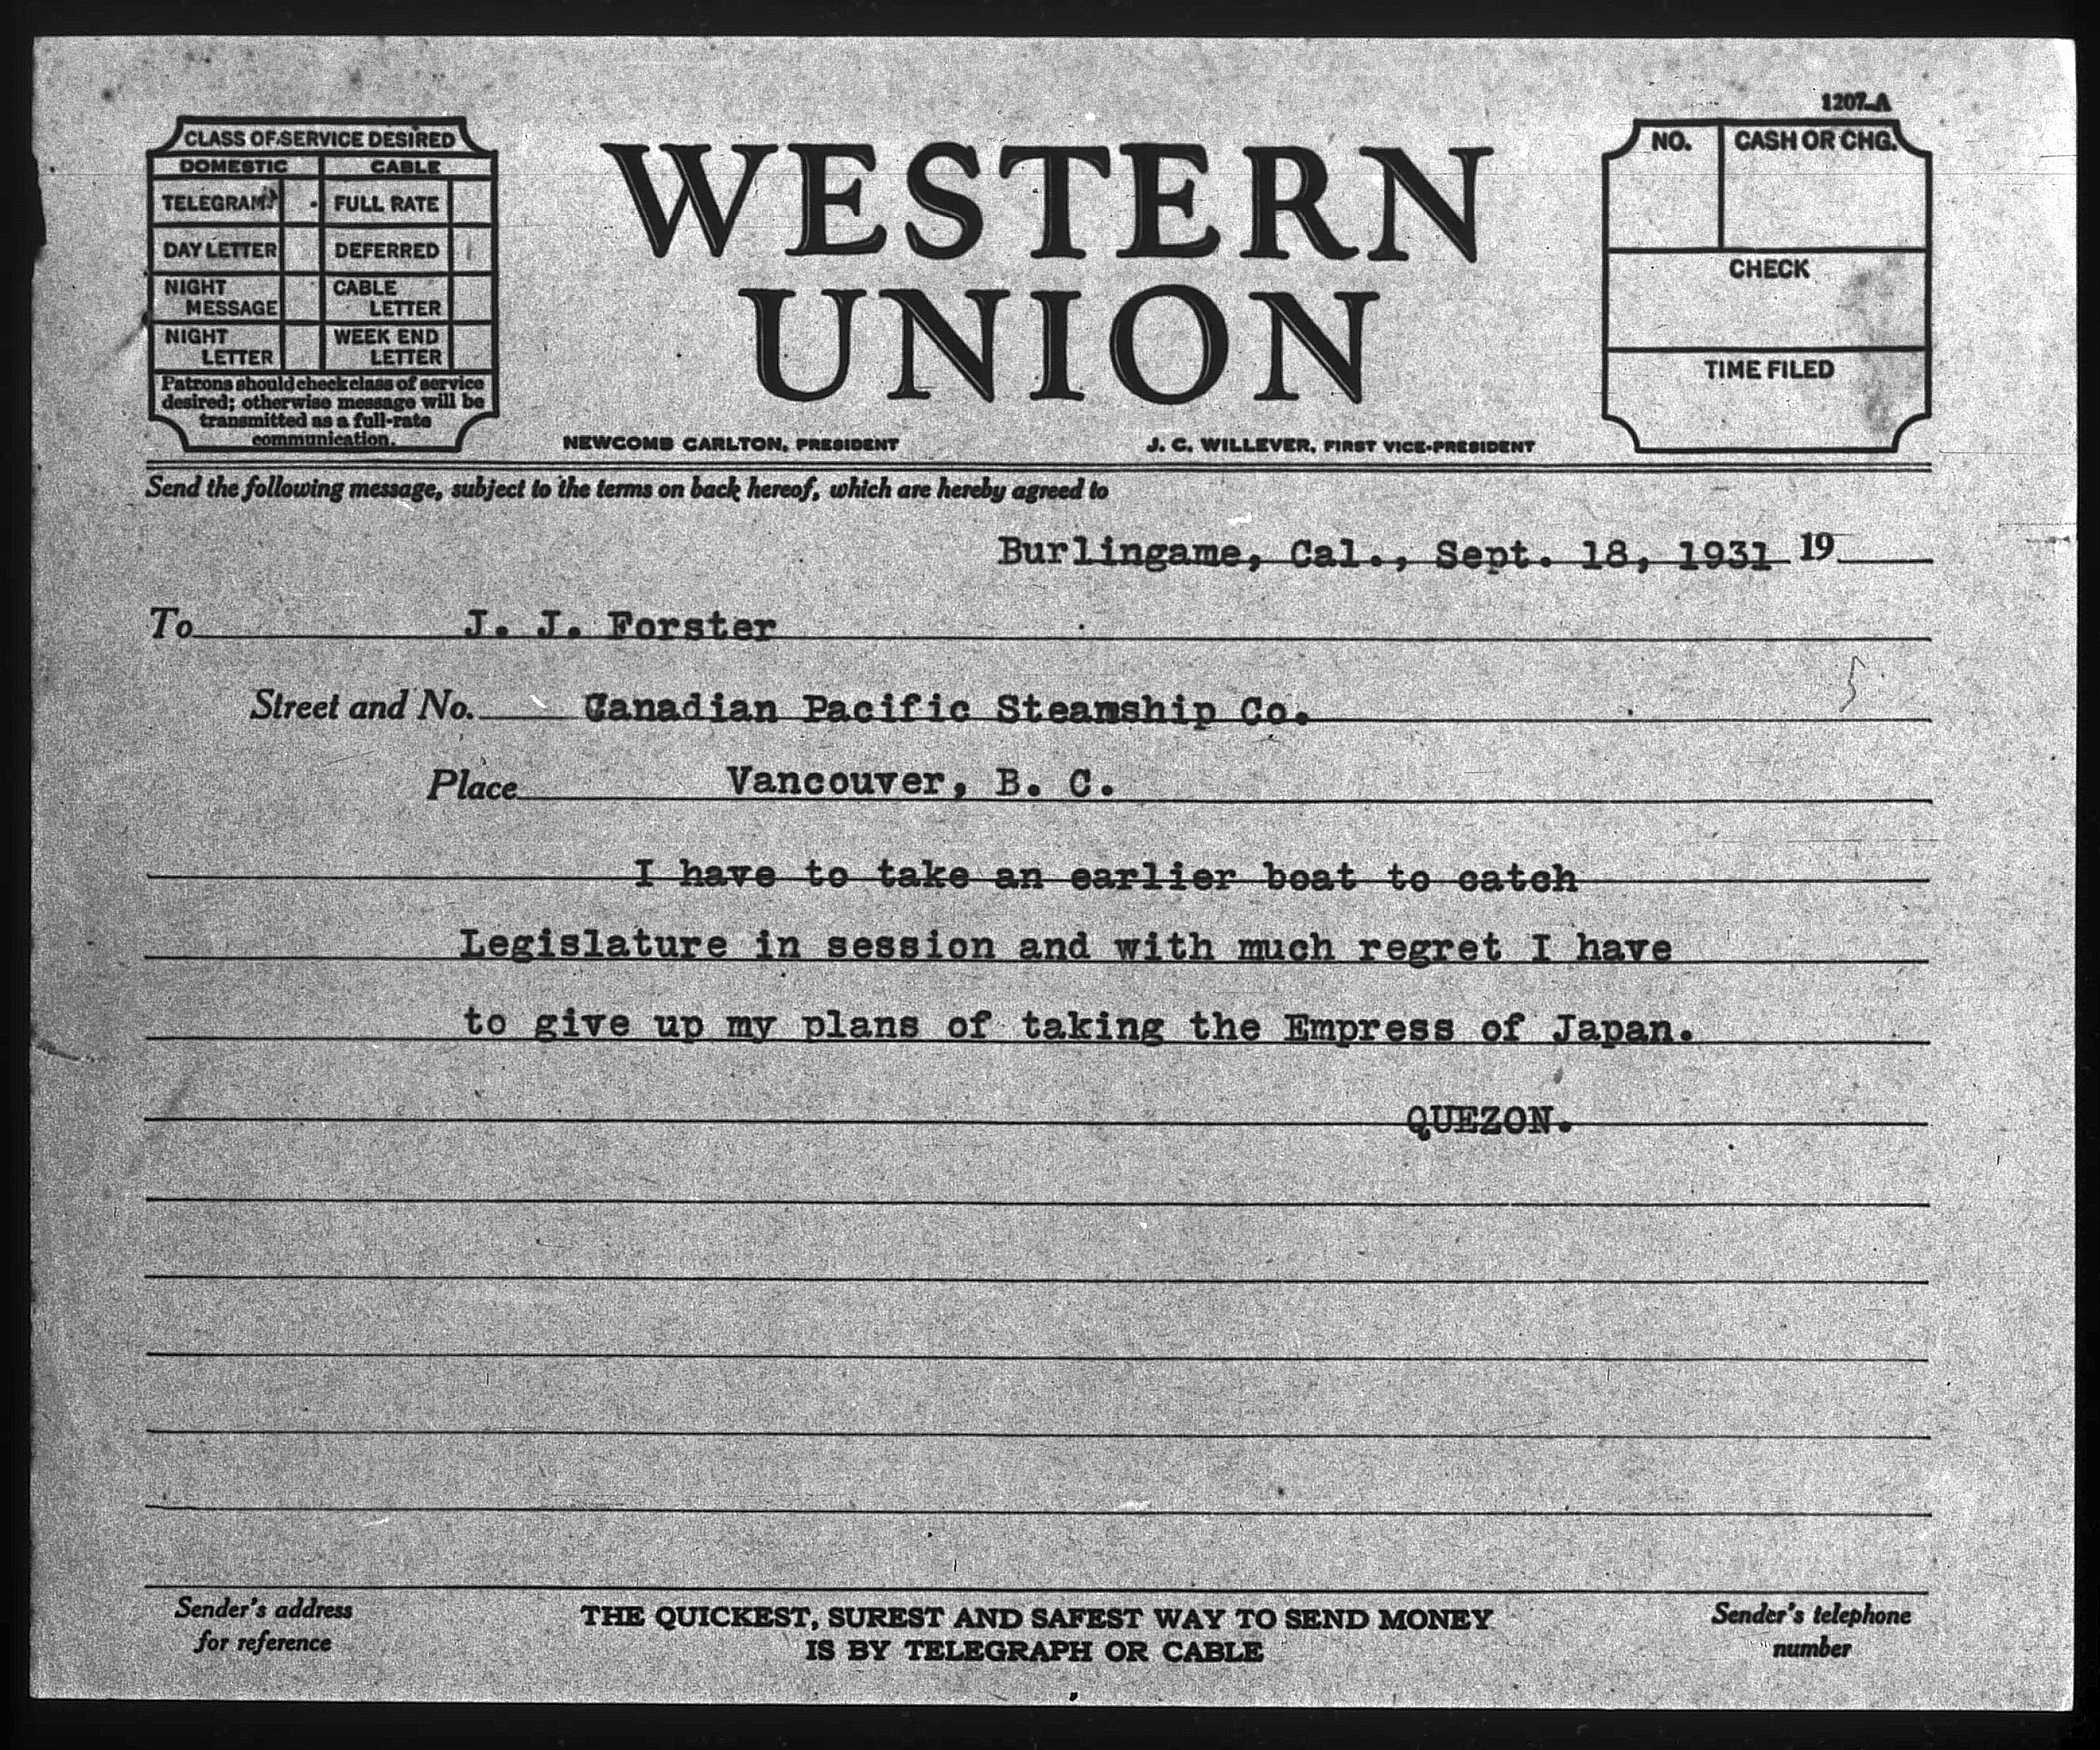 1207-A
CLASS OF SERVICE DESIRED
DOMESTIC CABLE
TELEGRAM FULL RATE
DAY LETTER DEFERRED
NIGHT MESSAGE CABLE LETTER
NIGHT LETTER WEEK END LETTER
Patrons should check class of service
desired; otherwise message will be
transmitted as a full-rate
communication.
WESTERN
UNION
NEWCOMB CARLTON, PRESIDENT J. C. WILLEVER, FIRST VICE-PRESIDENT
NO. CASH OR CHG.
CHECK
TIME FILED
Send the following message, subject to the terms on back hereof, which are hereby agreed to
Burlingame, Cal., Sept. 18, 1931 19
To J. J. Forster
Street and No. Canadian Pacific Steamship Co.
Place Vancouver, B. C.
I have to take an earlier boat to catch
Legislature in session and with much regret I have
to give up my plans of taking the Empress of Japan.
QUEZON.
Sender's address
for reference
THE QUICKEST, SUREST AND SAFEST WAY TO SEND MONEY
IS BY TELEGRAPH OR CABLE
Sender's telephone
number